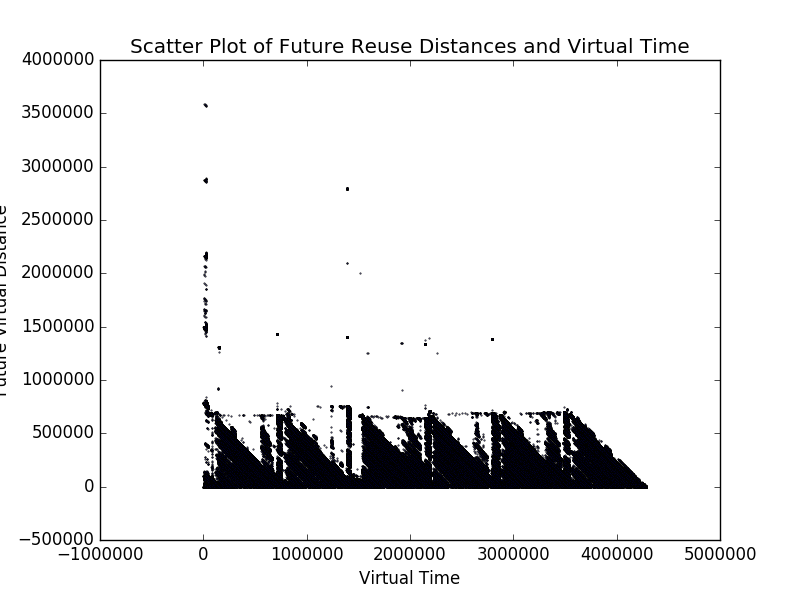 Scatter Plot of Future Reuse Distances and Virtual Time
4000000
3500000
3000000
2500000
2000000
1500000
1000000
500000
0
−500000
−1000000 0 1000000 2000000 3000000 4000000 5000000
Virtual Time
Future Virtual Distance